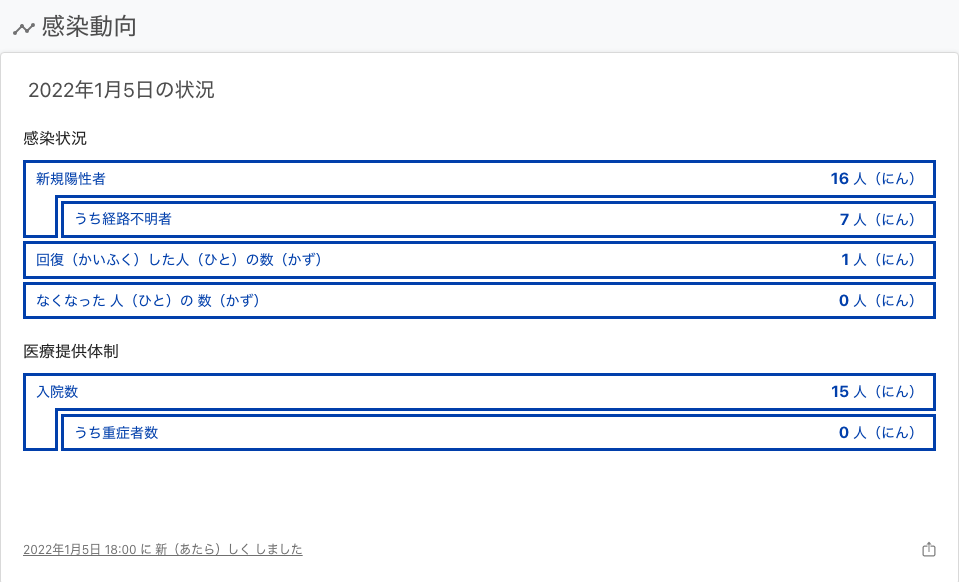 感染動向
2022年1月5日の状況
感染状況
新規陽性者 16 人（にん）
うち経路不明者 7 人（にん）
回復（かいふく）した人（ひと）の数（かず） 1 人（にん）
なくなった 人（ひと）の 数（かず） 0 人（にん）
医療提供体制
入院数 15 人（にん）
うち重症者数 0 人（にん）
2022年1月5日 18:00 に 新（あたら）しく しました